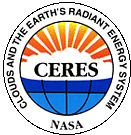 CLOUDS AND THE EARTH'S RADIANT ENERGY SYSTEM
CERES
NASA